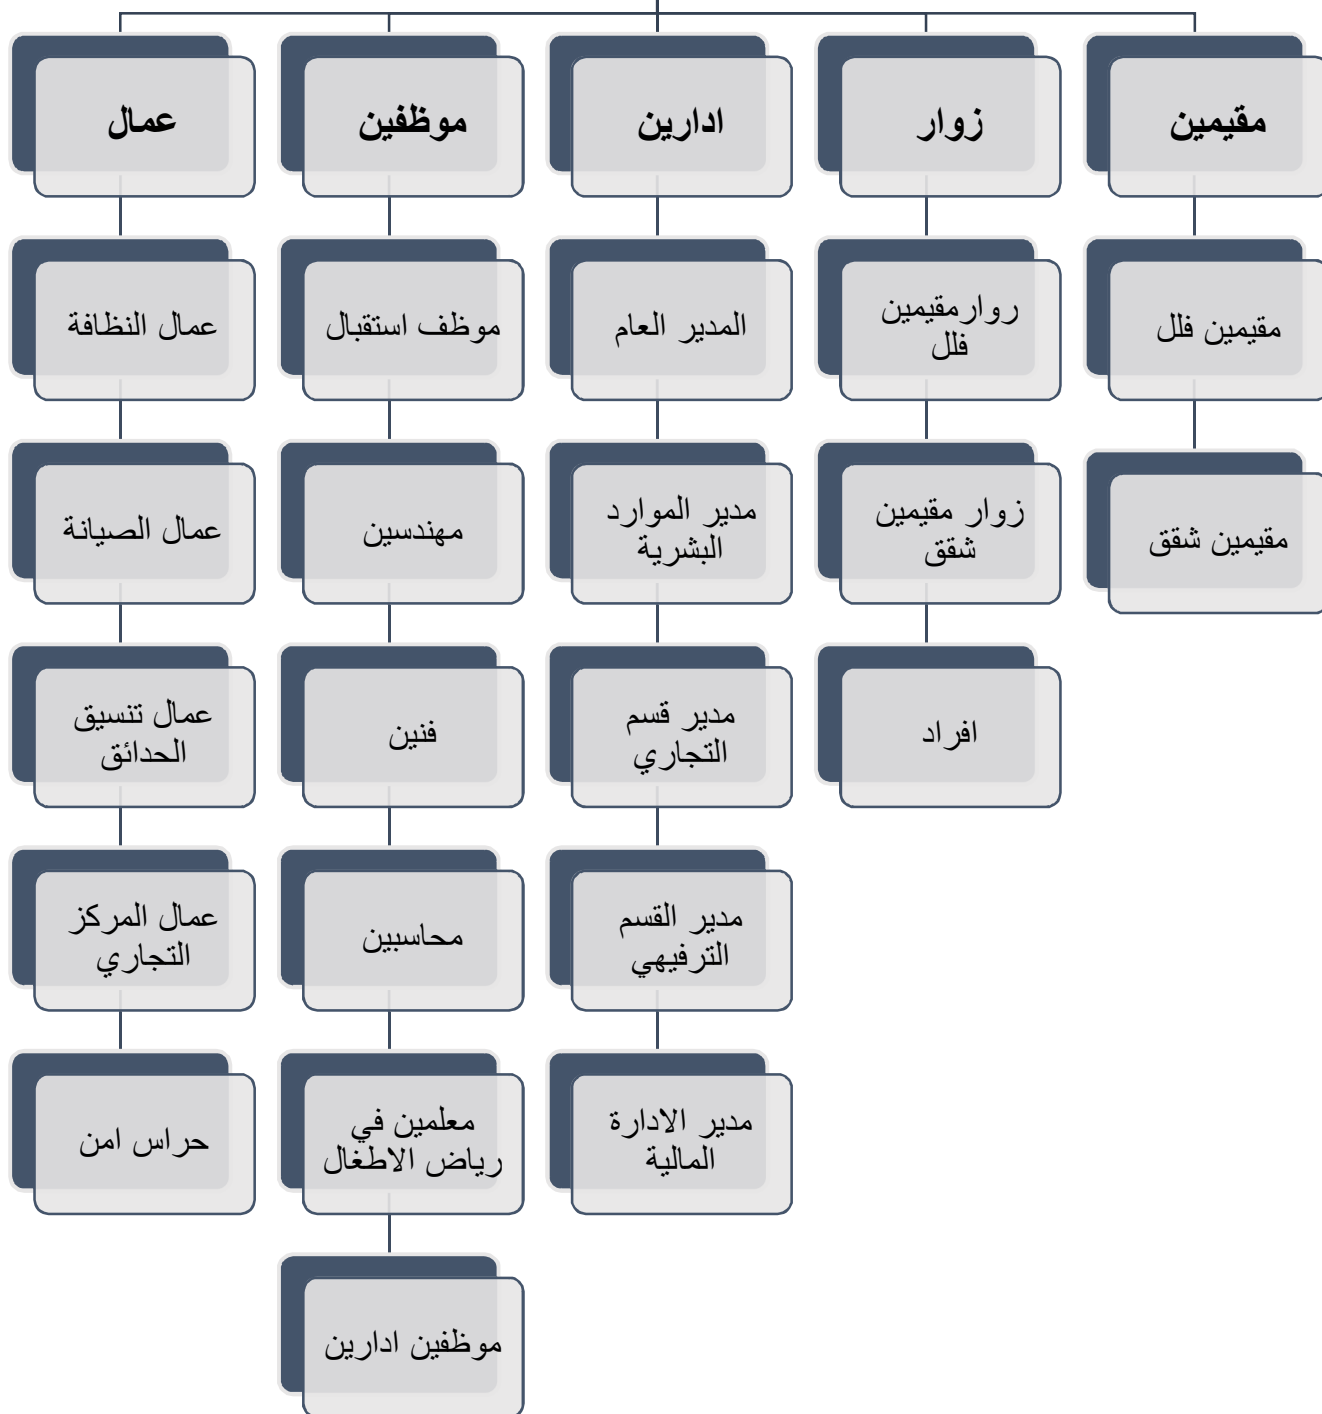 مقيمين
زوار
ادارين
موظفين
عمال
مقيمين فلل
روارمقيمين
فلل
المدير العام
موظف استقبال
عمال النظافة
مقيمين شقق
زوار مقيمين
شقق
مدير الموارد
البشرية
مهندسين
عمال الصيانة
افراد
مدير قسم
التجاري
فنين
عمال تنسيق
الحدائق
مدير القسم
الترفيهي
محاسبين
عمال المركز
التجاري
مدير الادارة
المالية
معلمين في
رياض الاطغال
حراس امن
موظفين ادارين